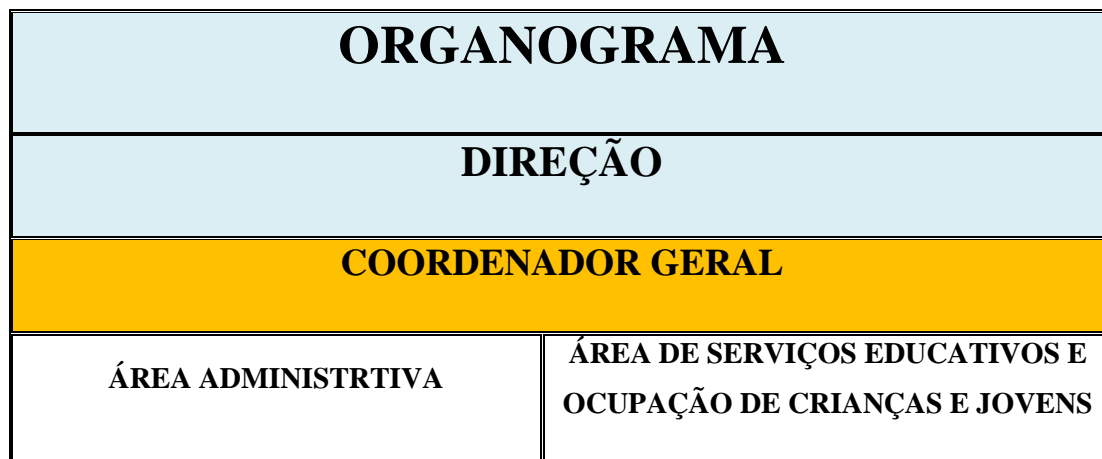 ORGANOGRAMA
DIREÇÃO
COORDENADOR GERAL
ÁREA ADMINISTRTIVA
ÁREA DE SERVIÇOS EDUCATIVOS E
OCUPAÇÃO DE CRIANÇAS E JOVENS